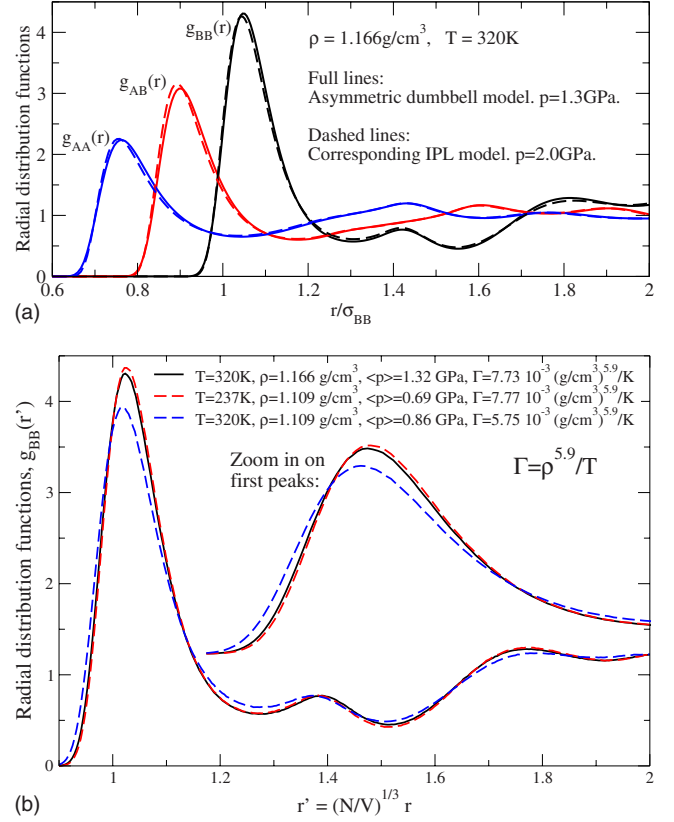 Radial distribution functions
4
3
2
1
0
g_BB(r)
g_AB(r)
g_AA(r)
ρ = 1.166g/cm³, T = 320K
Full lines:
Asymmetric dumbbell model. p=1.3GPa.
Dashed lines:
Corresponding IPL model. p=2.0GPa.
0.6 0.8 1 1.2 1.4 1.6 1.8 2
(a)
r/σ_BB
Radial distribution functions, g_BB(r')
4
3
2
1
0
T=320K, ρ=1.166 g/cm³, <p>=1.32 GPa, Γ=7.73 10⁻³ (g/cm³)^5.9/K
T=237K, ρ=1.109 g/cm³, <p>=0.69 GPa, Γ=7.77 10⁻³ (g/cm³)^5.9/K
T=320K, ρ=1.109 g/cm³, <p>=0.86 GPa, Γ=5.75 10⁻³ (g/cm³)^5.9/K
Zoom in on
first peaks:
Γ=ρ^5.9/T
1 1.2 1.4 1.6 1.8 2
(b)
r' = (N/V)^1/3 r